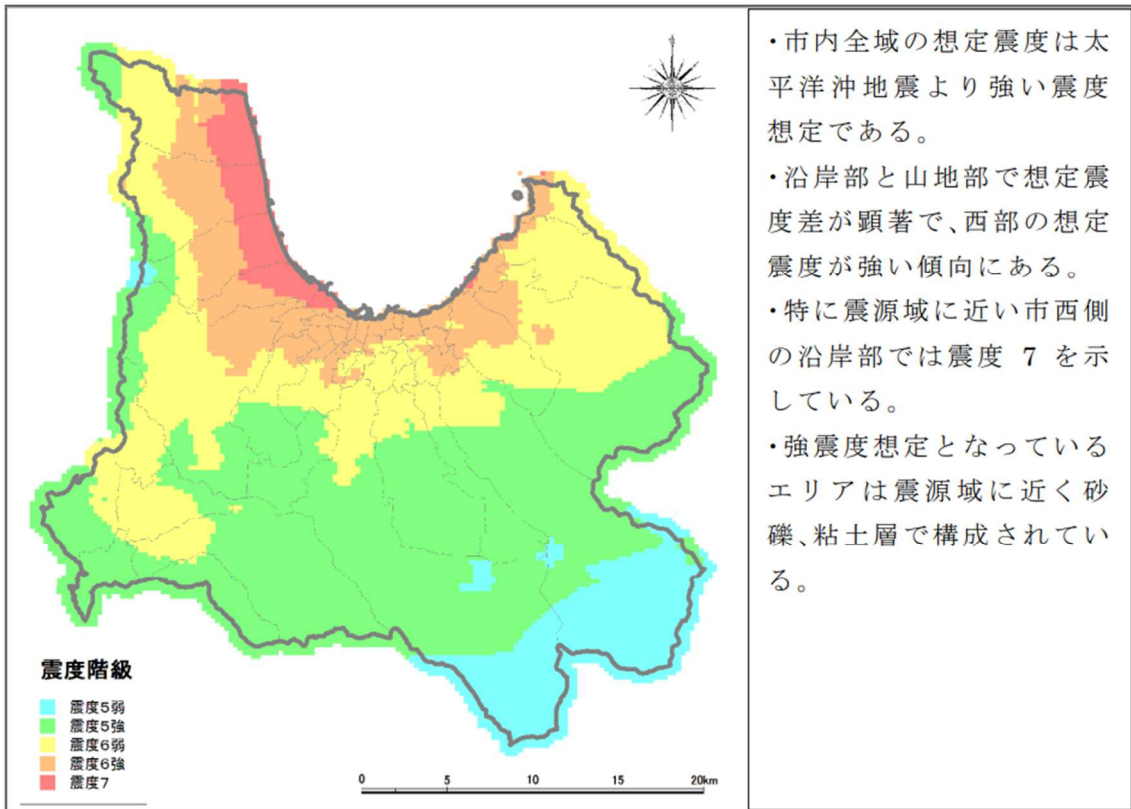 ・市内全域の想定震度は太
平洋沖地震より強い震度
想定である。
・沿岸部と山地部で想定震
度差が顕著で、西部の想定
震度が強い傾向にある。
・特に震源域に近い市西側
の沿岸部では震度 7 を示
している。
・強震度想定となっている
エリアは震源域に近く砂
礫、粘土層で構成されてい
る。
震度階級
震度5弱
震度5強
震度6弱
震度6強
震度7
0 5 10 15 20km